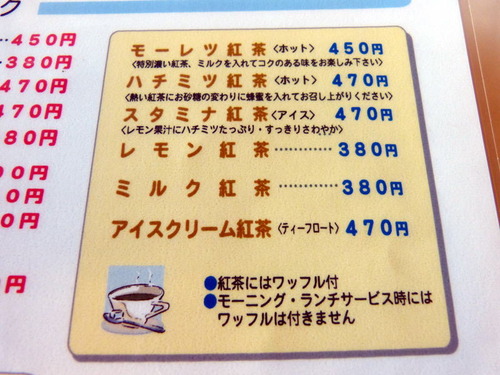 ク
450円
380円
470円
470円
80円
00円
0円
0円
円
モーレツ紅茶〈ホット〉 450円
〈特別濃い紅茶、ミルクを入れてコクのある味をお楽しみ下さい〉
ハチミツ紅茶〈ホット〉 470円
〈熱い紅茶にお砂糖の変わりに蜂蜜を入れてお召し上がりください〉
スタミナ紅茶〈アイス〉 470円
〈レモン果汁にハチミツたっぷり・すっきりさわやか〉
レモン紅茶…………380円
ミルク紅茶…………380円
アイスクリーム紅茶〈ティーフロート〉470円
●紅茶にはワッフル付
●モーニング・ランチサービス時には
ワッフルは付きません